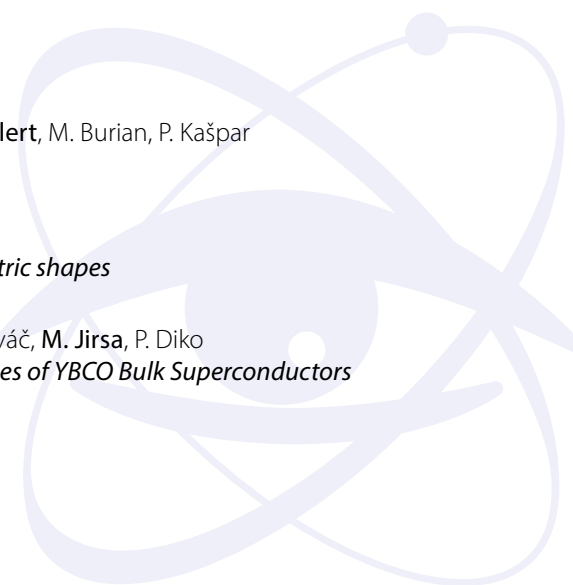 lert, M. Burian, P. Kašpar
tric shapes
váč, M. Jirsa, P. Diko
es of YBCO Bulk Superconductors